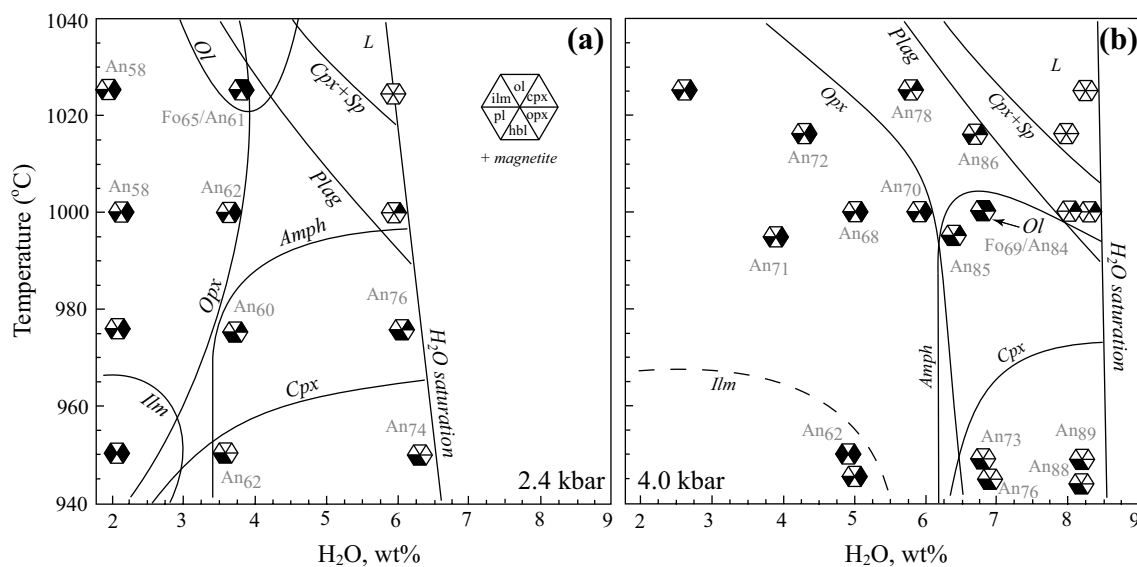 1040
1020
1000
980
960
940
Temperature (°C)
(a)
Ol
An58
Fo65/An61
Cpx+Sp
L
ol
ilm
cpx
pl
opx
hbl
+ magnetite
An58
An62
Plag
Amph
Opx
An60
An76
H2O saturation
Cpx
Ilm
An74
An62
2.4 kbar
2 3 4 5 6 7 8 9
H2O, wt%
(b)
Plag
L
Opx
Cpx+Sp
An78
An72
An86
An70
An68
Ol
Fo69/An84
An71
An85
H2O saturation
Amph
Cpx
Ilm
An62
An73
An89
An88
An76
4.0 kbar
2 3 4 5 6 7 8 9
H2O, wt%